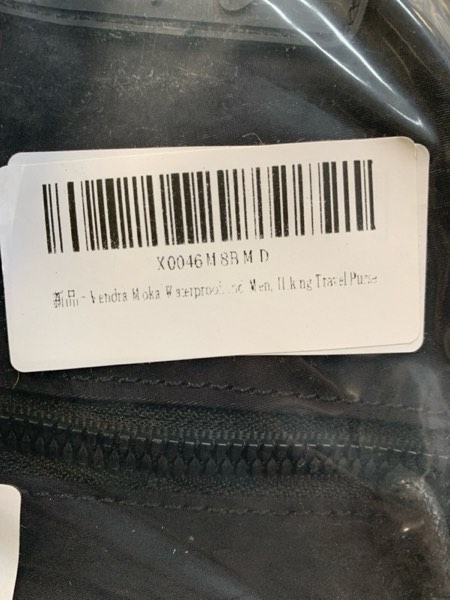 X0046M8BMD
新品 - Vendra Moka Waterproof Men, Hiking Travel Purse